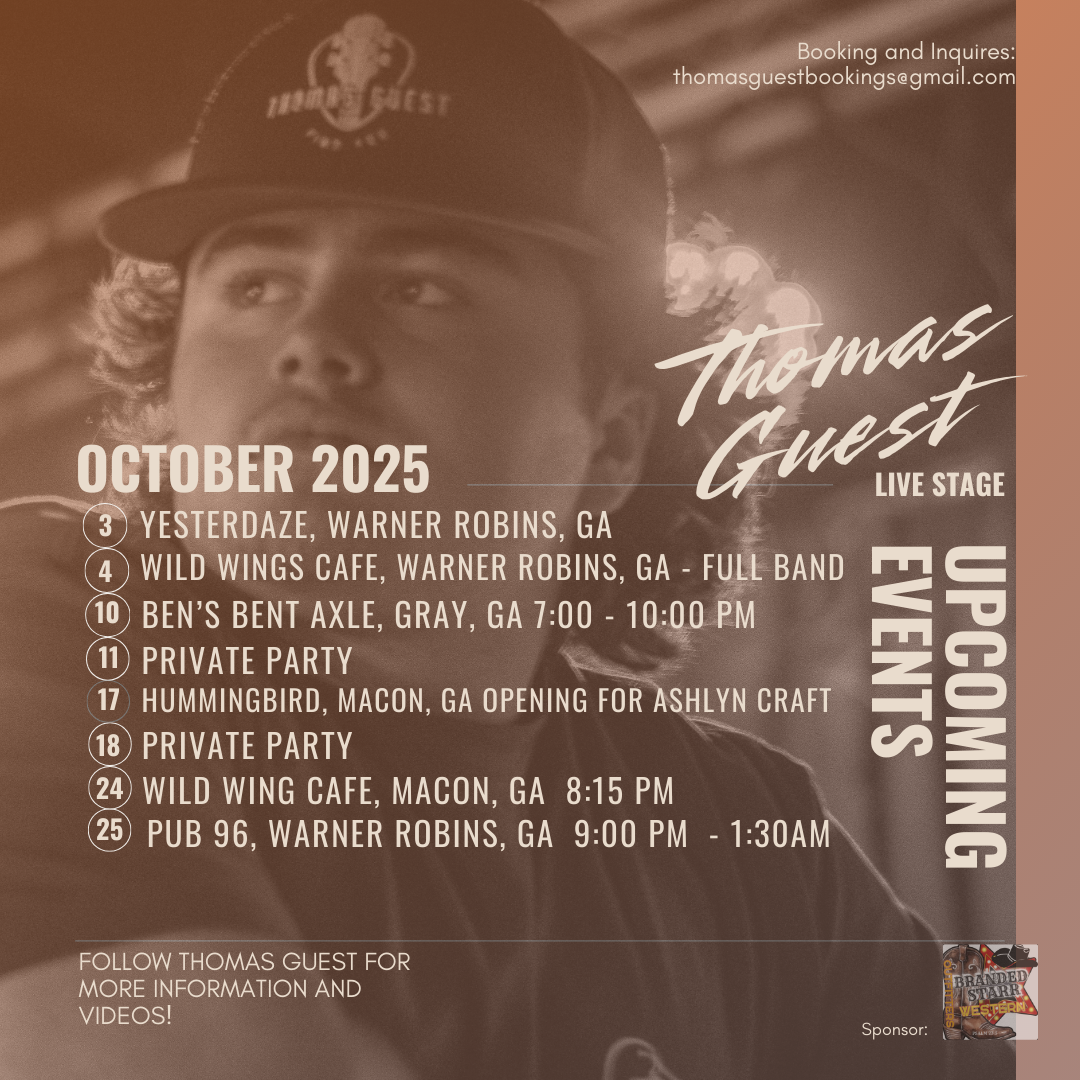 Booking and Inquires:
thomasguestbookings@gmail.com
THOMAS GUEST
Thomas
Guest
LIVE STAGE
OCTOBER 2025
3 YESTERDAZE, WARNER ROBINS, GA
4 WILD WINGS CAFE, WARNER ROBINS, GA - FULL BAND
10 BEN'S BENT AXLE, GRAY, GA 7:00 - 10:00 PM
11 PRIVATE PARTY
17 HUMMINGBIRD, MACON, GA OPENING FOR ASHLYN CRAFT
18 PRIVATE PARTY
24 WILD WING CAFE, MACON, GA 8:15 PM
25 PUB 96, WARNER ROBINS, GA 9:00 PM - 1:30AM
UPCOMING
EVENTS
FOLLOW THOMAS GUEST FOR
MORE INFORMATION AND
VIDEOS!
Sponsor:
BRANDED
STARR
WESTERN
OUTFITTERS